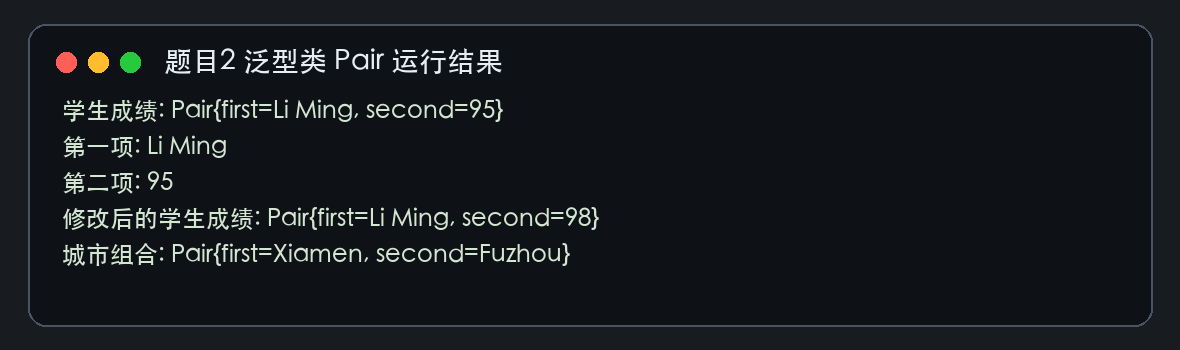 题目2 泛型类 Pair 运行结果
学生成绩: Pair{first=Li Ming, second=95}
第一项: Li Ming
第二项: 95
修改后的学生成绩: Pair{first=Li Ming, second=98}
城市组合: Pair{first=Xiamen, second=Fuzhou}